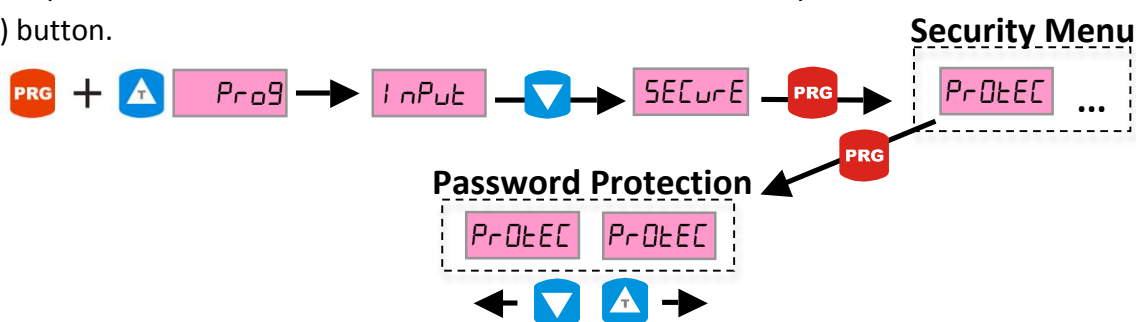 ) button.
Security Menu
PRG + T Prog InPut SECurE PRG PrOtEC ...
PRG
Password Protection
PrOtEC PrOtEC
T